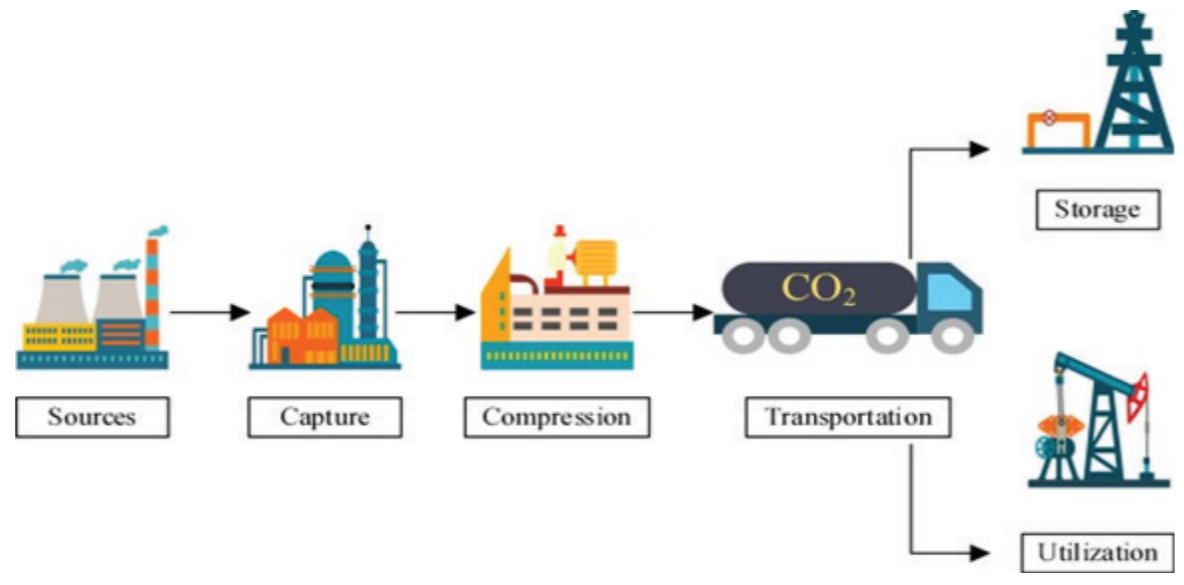 Storage
CO₂
Sources
Capture
Compression
Transportation
Utilization